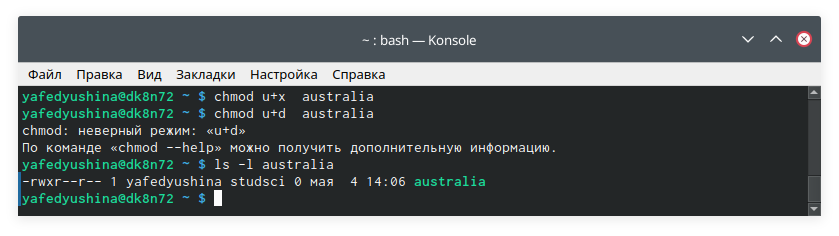 ~ : bash — Konsole
Файл Правка Вид Закладки Настройка Справка
yafedyushina@dk8n72 ~ $ chmod u+x  australia
yafedyushina@dk8n72 ~ $ chmod u+d  australia
chmod: неверный режим: «u+d»
По команде «chmod --help» можно получить дополнительную информацию.
yafedyushina@dk8n72 ~ $ ls -l australia
-rwxr--r-- 1 yafedyushina studsci 0 мая  4 14:06 australia
yafedyushina@dk8n72 ~ $